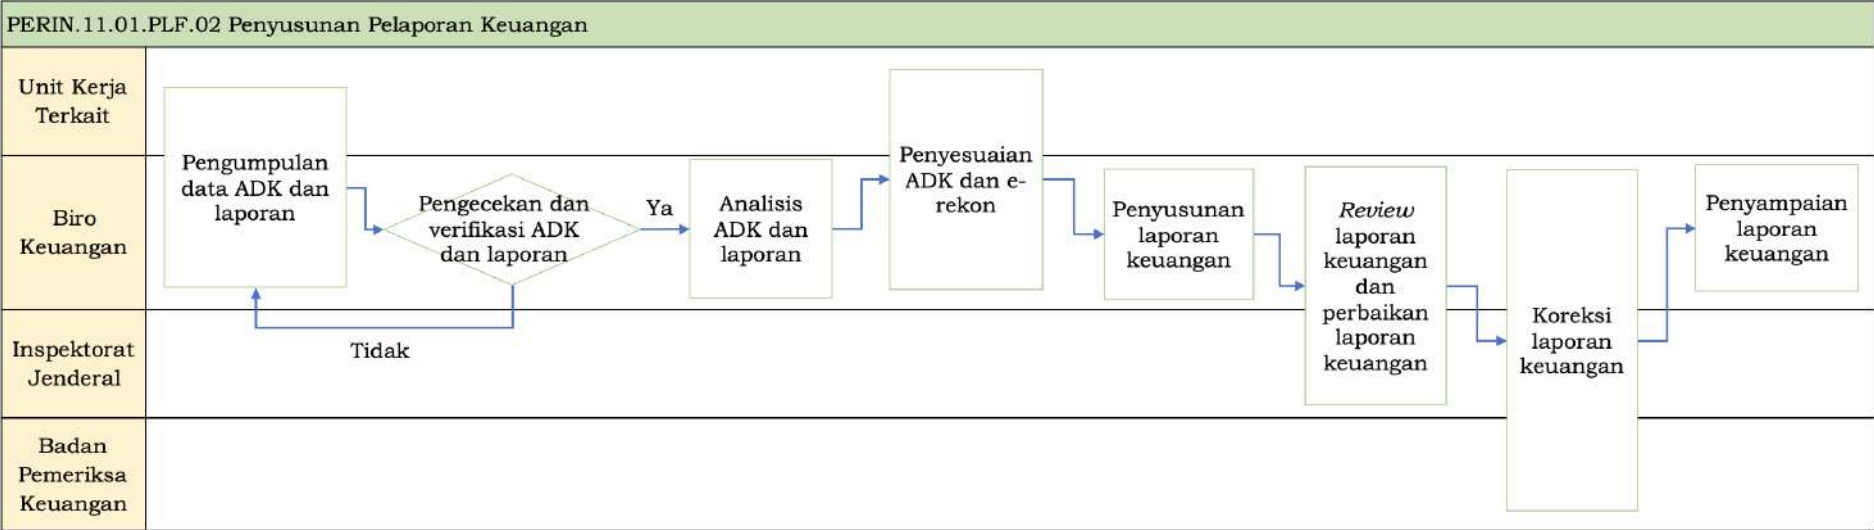 PERIN.11.01.PLF.02 Penyusunan Pelaporan Keuangan
Unit Kerja
Terkait
Biro
Keuangan
Inspektorat
Jenderal
Badan
Pemeriksa
Keuangan
Pengumpulan
data ADK dan
laporan
Pengecekan dan
verifikasi ADK
dan laporan
Ya
Tidak
Analisis
ADK dan
laporan
Penyesuaian
ADK dan e-
rekon
Penyusunan
laporan
keuangan
Review
laporan
keuangan
dan
perbaikan
laporan
keuangan
Koreksi
laporan
keuangan
Penyampaian
laporan
keuangan